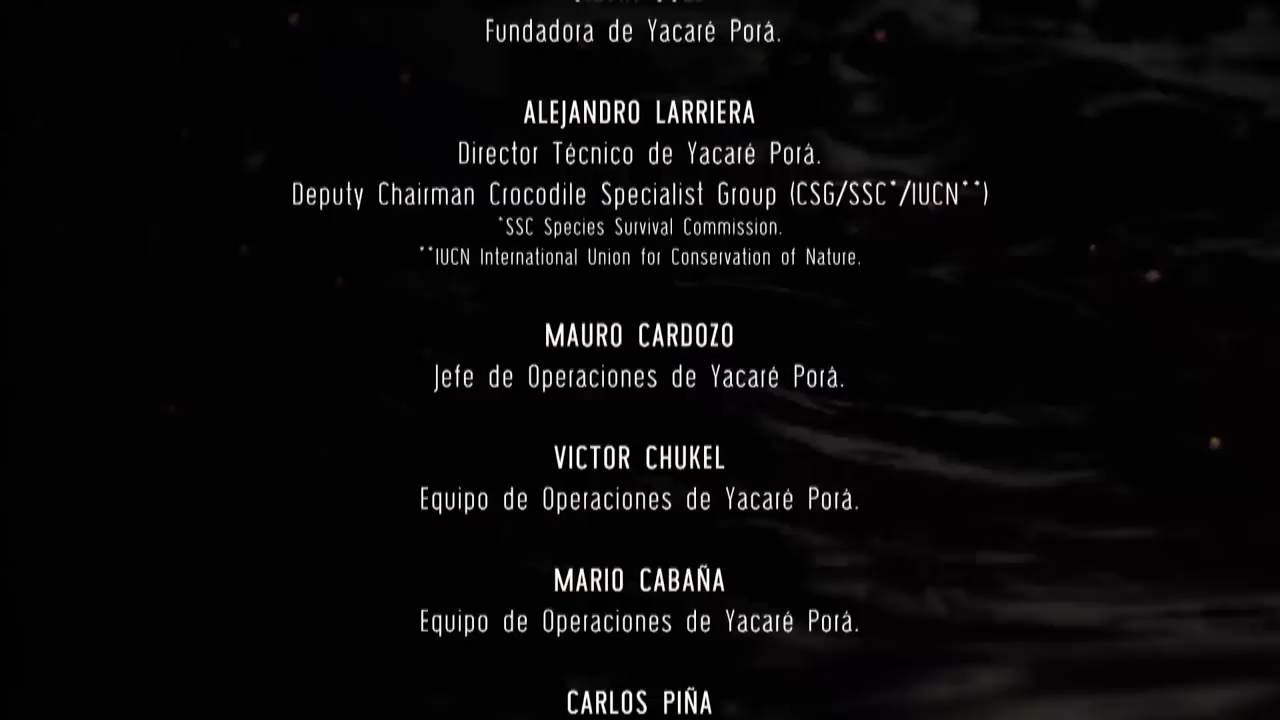 Fundadora de Yacaré Porá.
ALEJANDRO LARRIERA
Director Técnico de Yacaré Porá.
Deputy Chairman Crocodile Specialist Group (CSG/SSC*/IUCN**)
*SSC Species Survival Commission.
**IUCN International Union for Conservation of Nature.
MAURO CARDOZO
Jefe de Operaciones de Yacaré Porá.
VICTOR CHUKEL
Equipo de Operaciones de Yacaré Porá.
MARIO CABAÑA
Equipo de Operaciones de Yacaré Porá.
CARLOS PIÑA